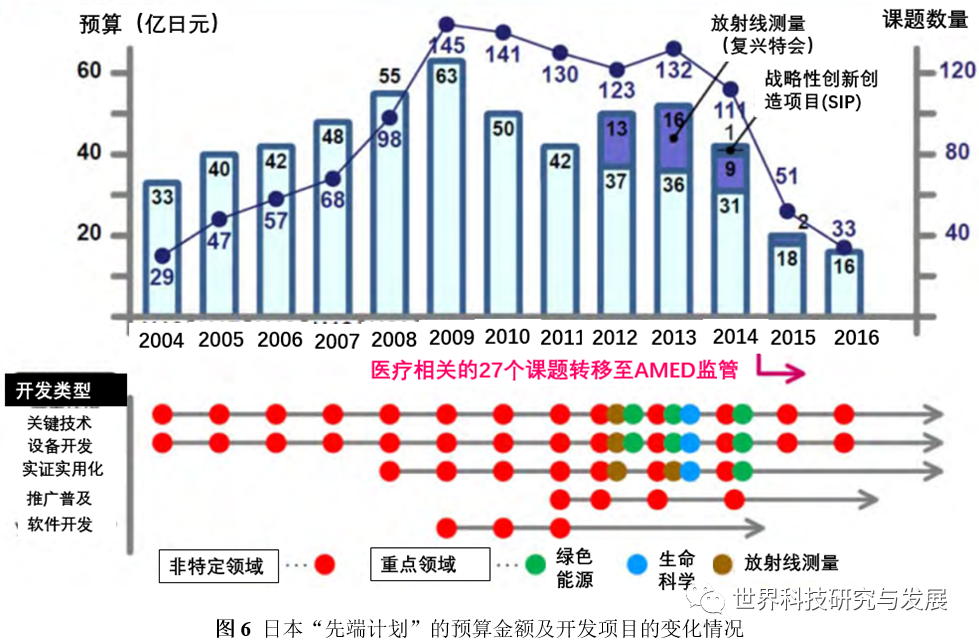 预算（亿日元）
课题数量
放射线测量
（复兴特会）
战略性创新创
造项目(SIP)
60
40
20
120
80
40
33
40
42
48
55
63
50
42
13
37
16
36
1
9
31
2
18
16
29
47
57
68
98
145
141
130
123
132
111
51
33
2004 2005 2006 2007 2008 2009 2010 2011 2012 2013 2014 2015 2016
医疗相关的27个课题转移至AMED监管
开发类型
关键技术
设备开发
实证实用化
推广普及
软件开发
非特定领域
重点领域
绿色
能源
生命
科学
放射线测量
世界科技研究与发展
图 6 日本“先端计划”的预算金额及开发项目的变化情况